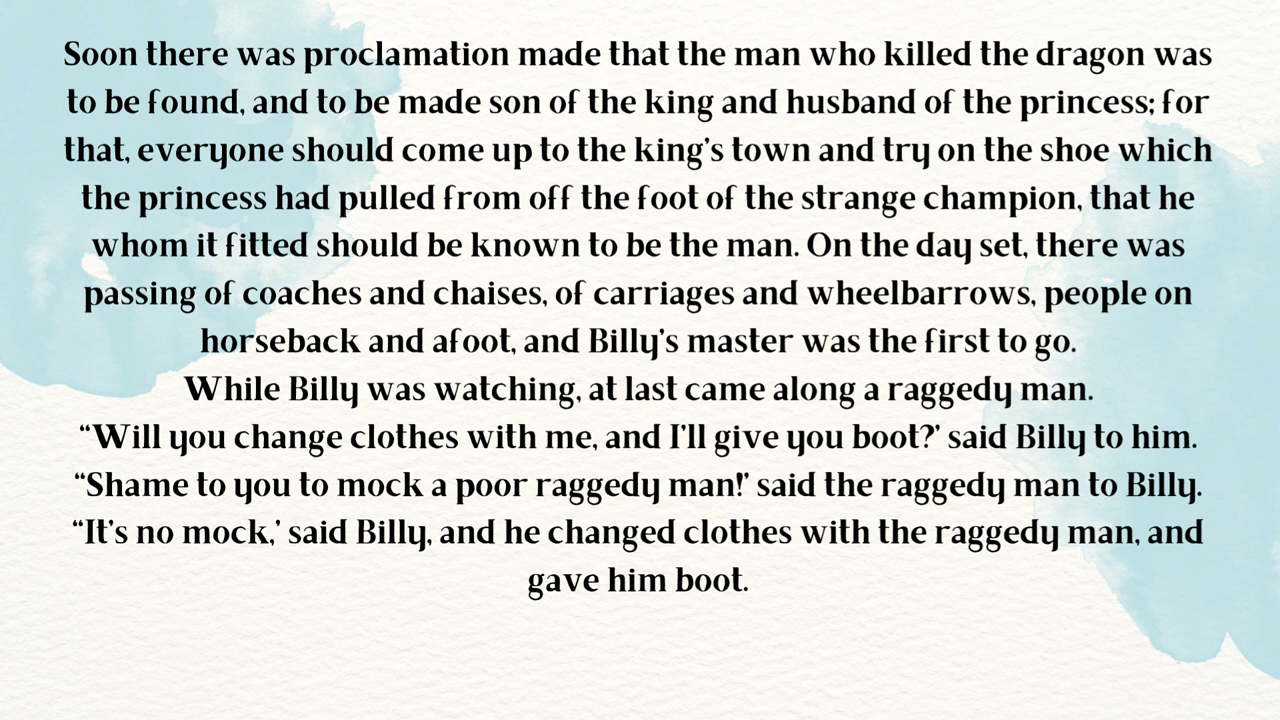 Soon there was proclamation made that the man who killed the dragon was
to be found, and to be made son of the king and husband of the princess; for
that, everyone should come up to the king's town and try on the shoe which
the princess had pulled from off the foot of the strange champion, that he
whom it fitted should be known to be the man. On the day set, there was
passing of coaches and chaises, of carriages and wheelbarrows, people on
horseback and afoot, and Billy's master was the first to go.
While Billy was watching, at last came along a raggedy man.
“Will you change clothes with me, and I'll give you boot?’ said Billy to him.
“Shame to you to mock a poor raggedy man!’ said the raggedy man to Billy.
“It's no mock,’ said Billy, and he changed clothes with the raggedy man, and
gave him boot.